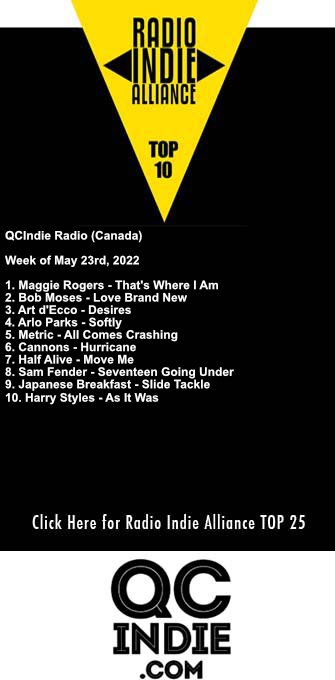 RADIO
INDIE
ALLIANCE
TOP
10
QCIndie Radio (Canada)
Week of May 23rd, 2022
1. Maggie Rogers - That's Where I Am
2. Bob Moses - Love Brand New
3. Art d'Ecco - Desires
4. Arlo Parks - Softly
5. Metric - All Comes Crashing
6. Cannons - Hurricane
7. Half Alive - Move Me
8. Sam Fender - Seventeen Going Under
9. Japanese Breakfast - Slide Tackle
10. Harry Styles - As It Was
Click Here for Radio Indie Alliance TOP 25
QC
INDIE
.COM